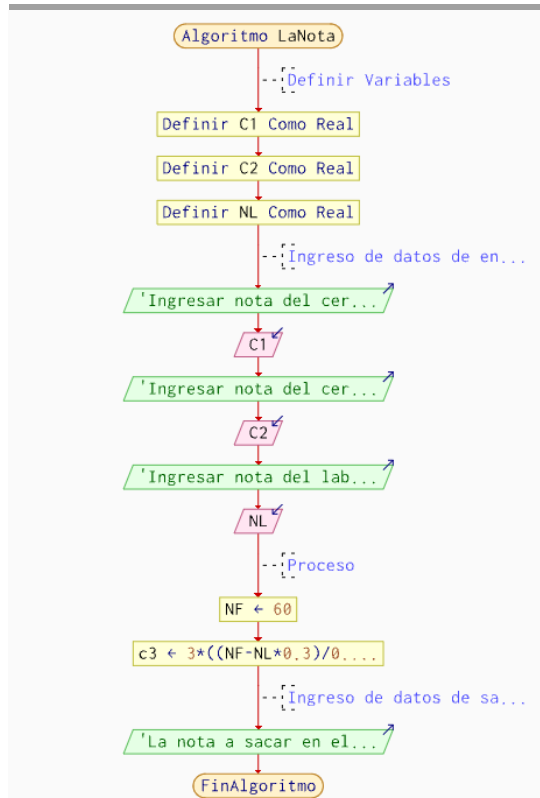 Algoritmo LaNota
Definir Variables
Definir C1 Como Real
Definir C2 Como Real
Definir NL Como Real
Ingreso de datos de en...
'Ingresar nota del cer...
C1
'Ingresar nota del cer...
C2
'Ingresar nota del lab...
NL
Proceso
NF ← 60
c3 ← 3*((NF-NL*0.3)/0....
Ingreso de datos de sa...
'La nota a sacar en el...
FinAlgoritmo